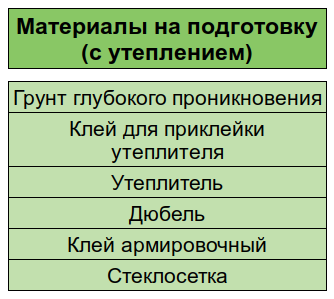 Материалы на подготовку
(с утеплением)
Грунт глубокого проникновения
Клей для приклейки
утеплителя
Утеплитель
Дюбель
Клей армировочный
Стеклосетка